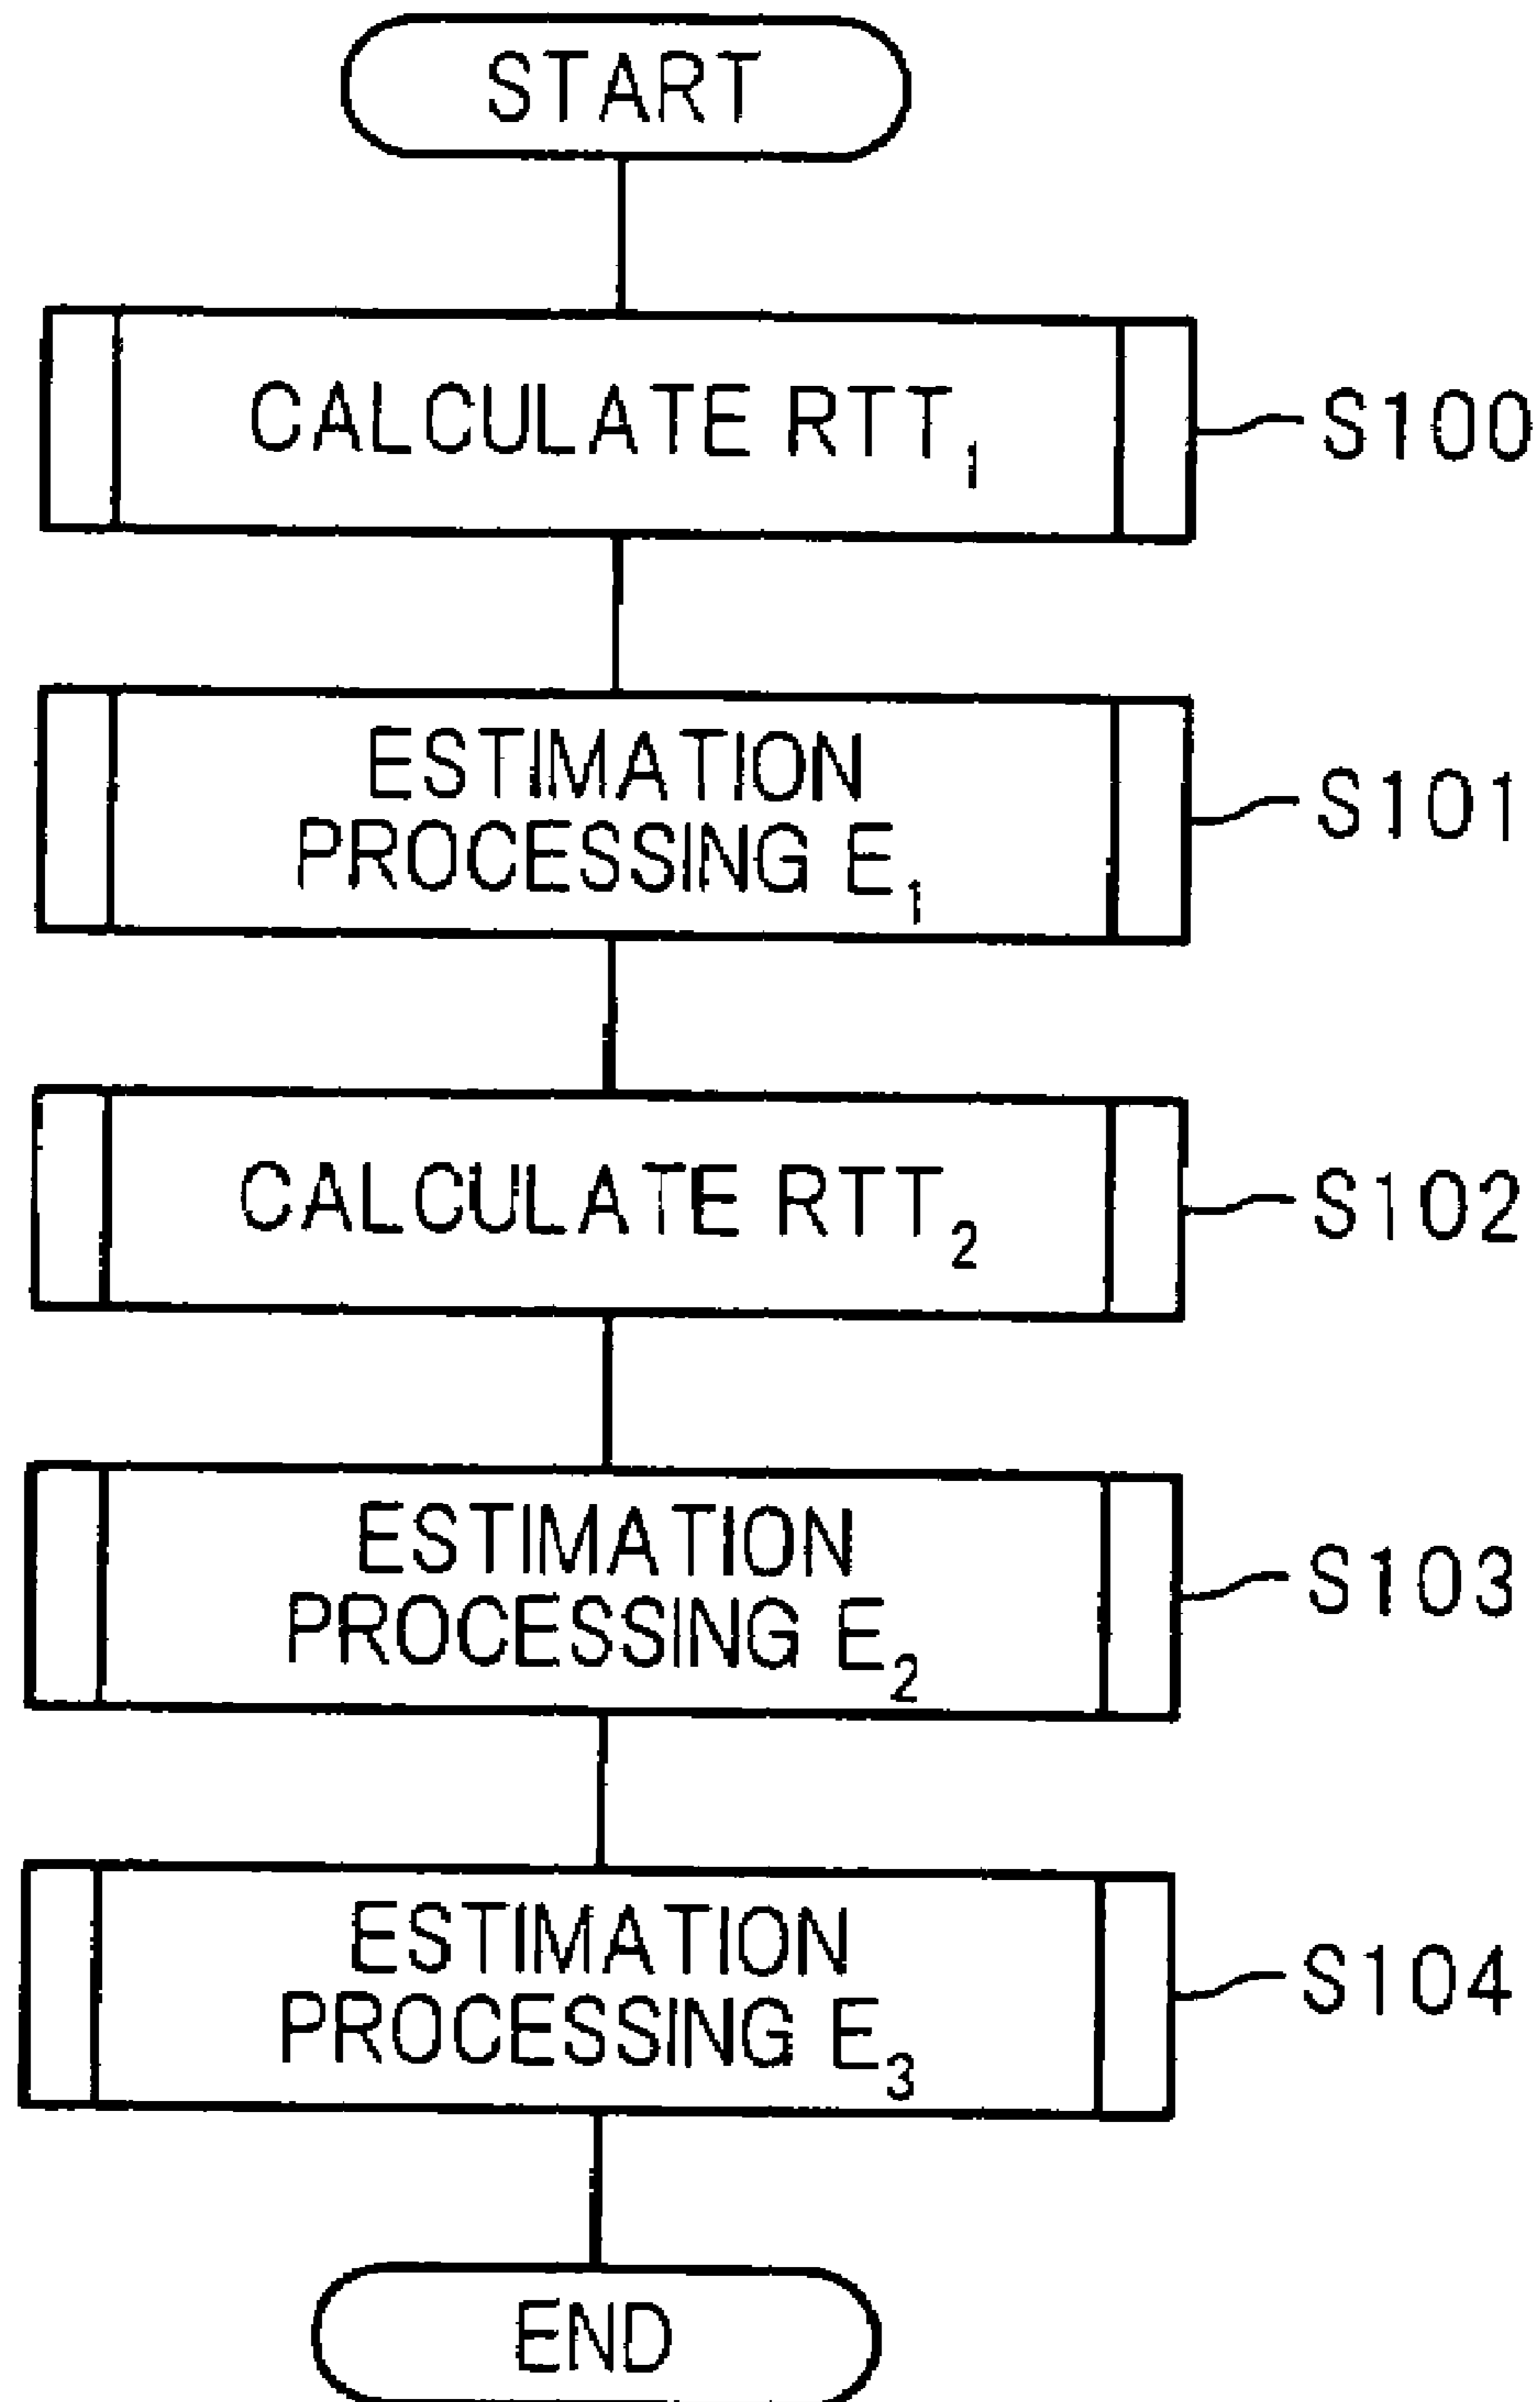 START
CALCULATE RTT₁
S100
ESTIMATION
PROCESSING E₁
S101
CALCULATE RTT₂
S102
ESTIMATION
PROCESSING E₂
S103
ESTIMATION
PROCESSING E₃
S104
END